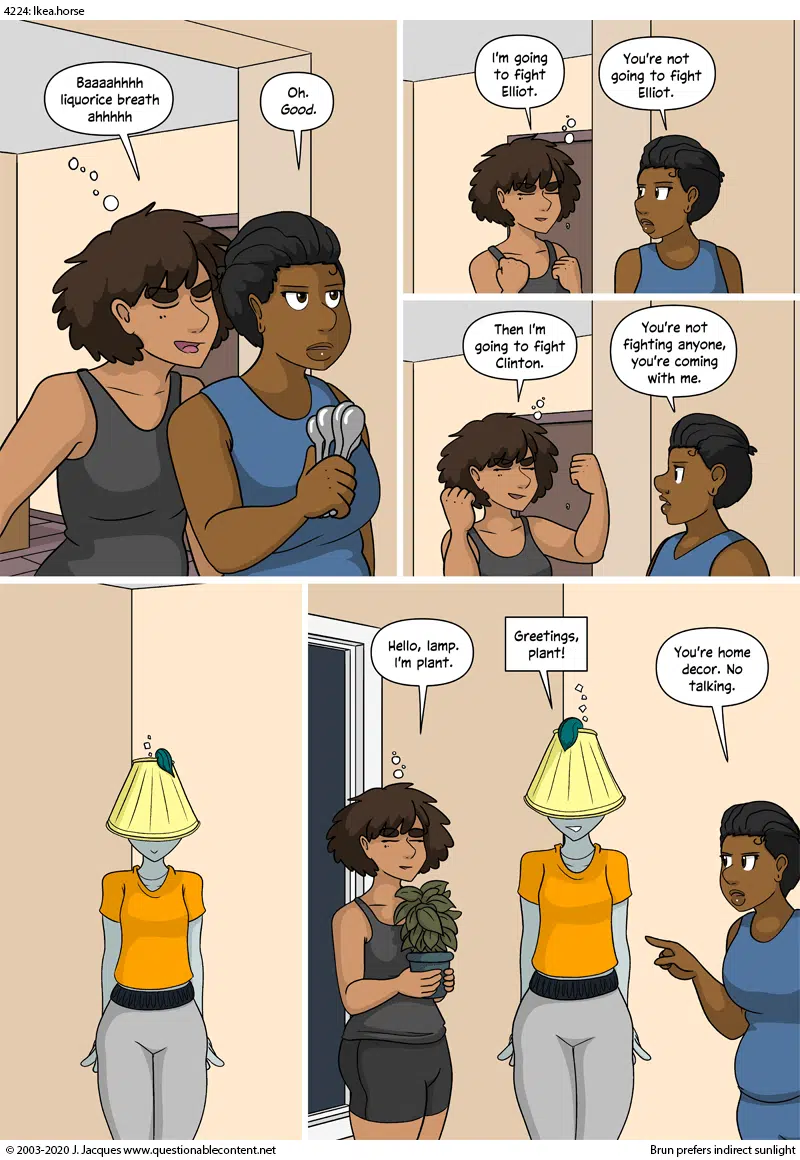 4224: Ikea.horse
Baaaahhhh
liquorice breath
ahhhhh
Oh.
Good.
I'm going
to fight
Elliot.
You're not
going to fight
Elliot.
Then I'm
going to fight
Clinton.
You're not
fighting anyone,
you're coming
with me.
Hello, lamp.
I'm plant.
Greetings,
plant!
You're home
decor. No
talking.
© 2003-2020 J. Jacques www.questionablecontent.net
Brun prefers indirect sunlight